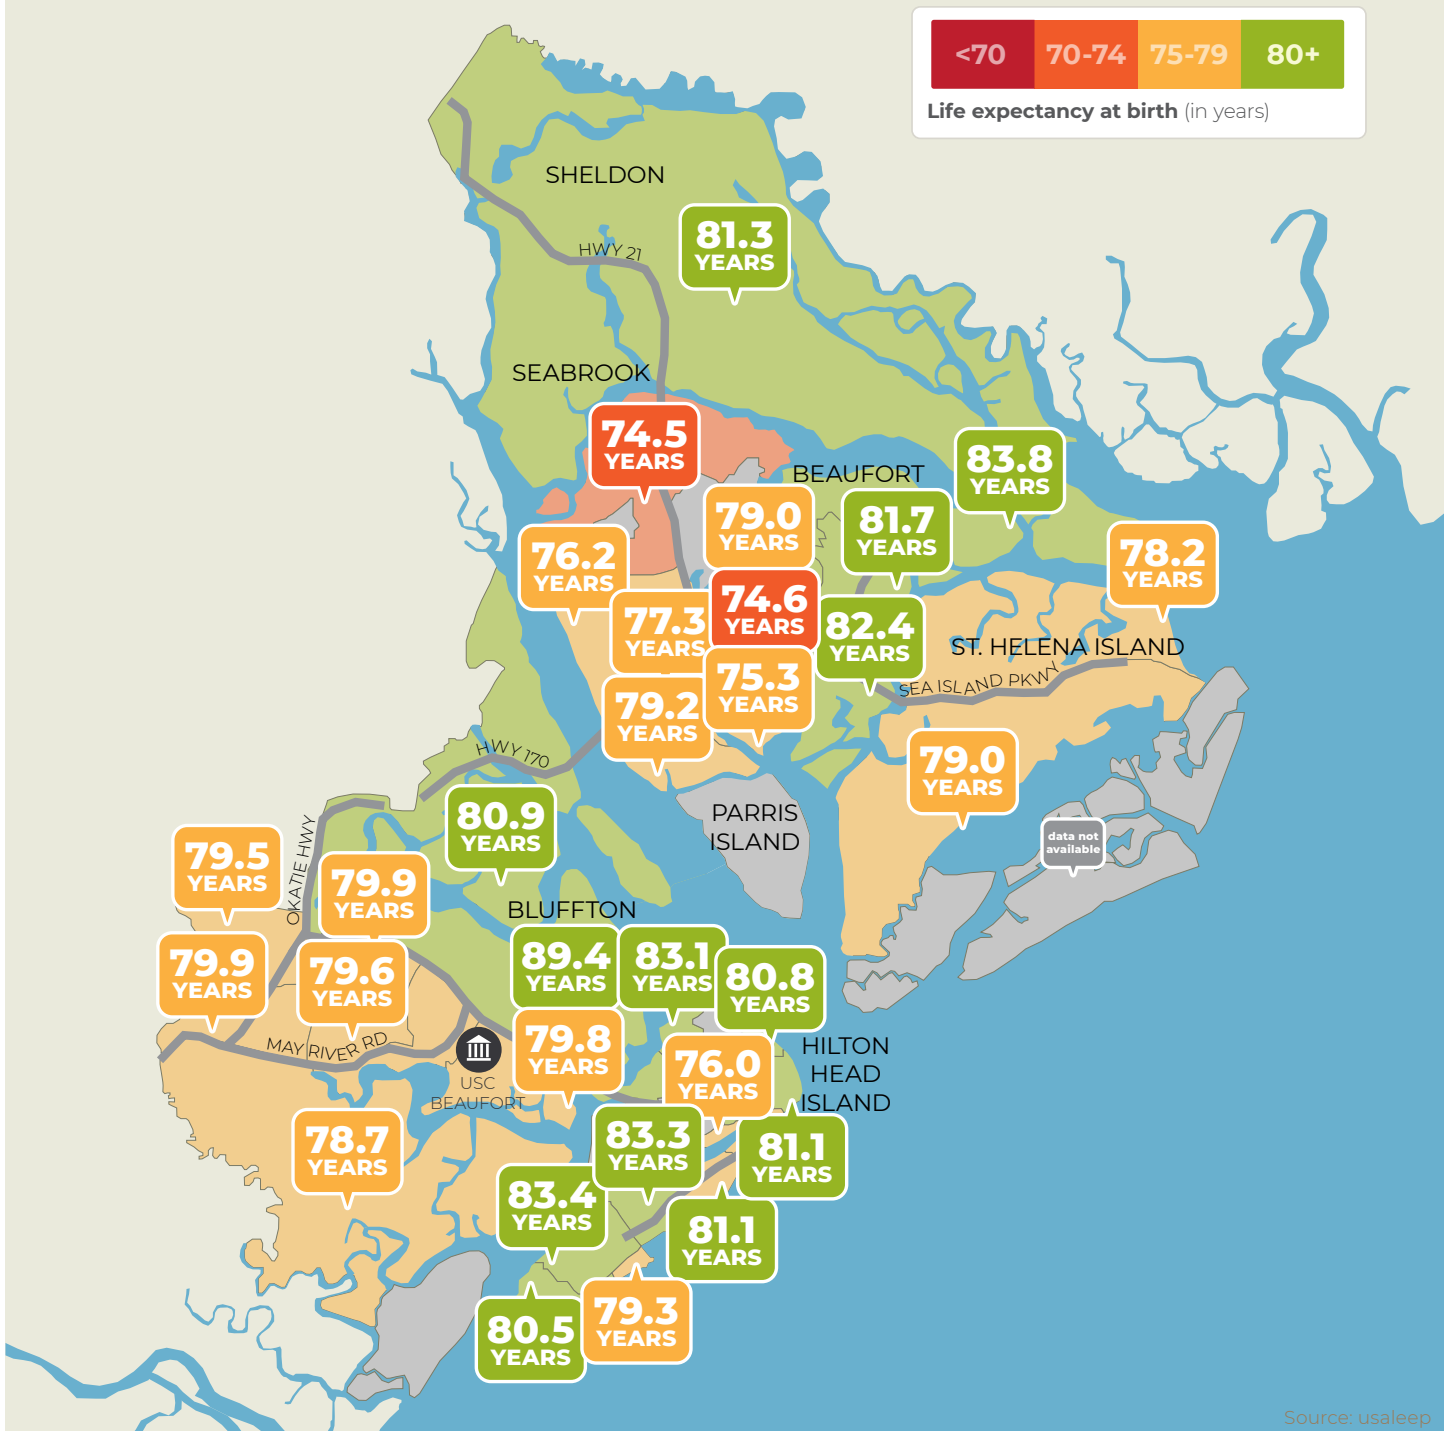 <70 70-74 75-79 80+
Life expectancy at birth (in years)
SHELDON
81.3
YEARS
HWY 21
SEABROOK
74.5
YEARS
BEAUFORT
83.8
YEARS
79.0
YEARS
81.7
YEARS
76.2
YEARS
78.2
YEARS
77.3
YEARS
74.6
YEARS
82.4
YEARS
ST. HELENA ISLAND
SEA ISLAND PKWY
75.3
YEARS
79.2
YEARS
HWY 170
79.0
YEARS
PARRIS
ISLAND
80.9
YEARS
data not
available
OKATIE HWY
79.5
YEARS
79.9
YEARS
BLUFFTON
79.9
YEARS
79.6
YEARS
89.4
YEARS
83.1
YEARS
80.8
YEARS
MAY RIVER RD
79.8
YEARS
76.0
YEARS
HILTON
HEAD
ISLAND
USC
BEAUFORT
78.7
YEARS
83.3
YEARS
81.1
YEARS
83.4
YEARS
81.1
YEARS
80.5
YEARS
79.3
YEARS
Source: usaleep